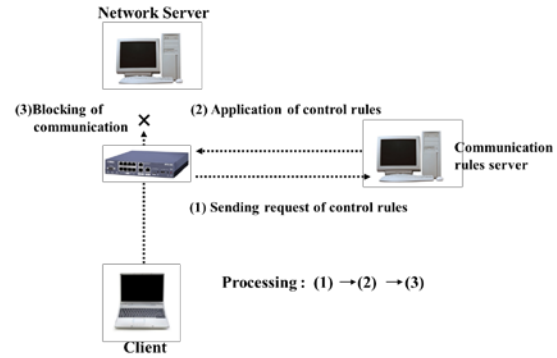 Network Server
(3)Blocking of
communication
×
(2) Application of control rules
Communication
rules server
(1) Sending request of control rules
Processing : (1) →(2) →(3)
Client